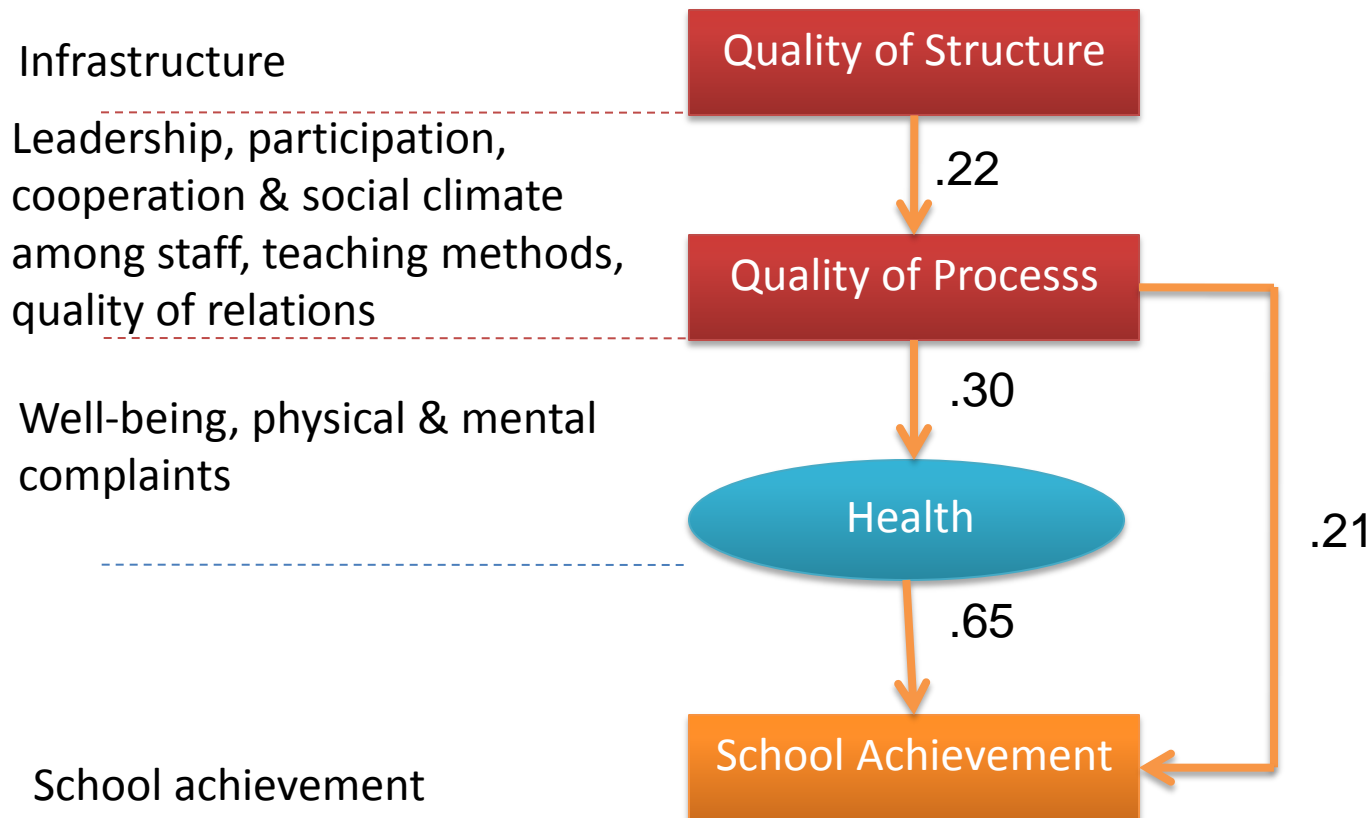 Infrastructure
Quality of Structure
.22
Leadership, participation,
cooperation & social climate
among staff, teaching methods,
quality of relations
Quality of Processs
.30
Well-being, physical & mental
complaints
Health
.21
.65
School Achievement
School achievement